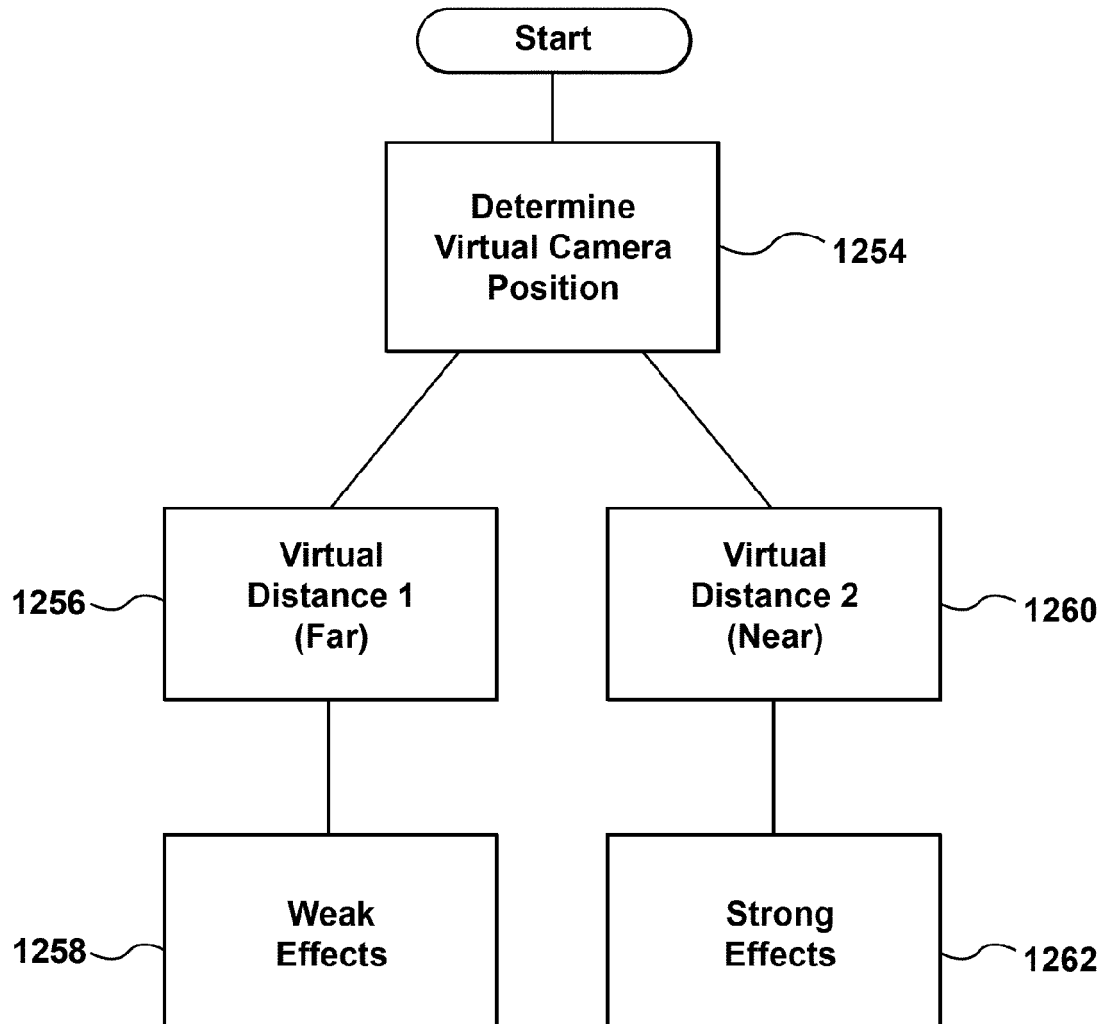 Start
Determine
Virtual Camera
Position
1254
Virtual
Distance 1
(Far)
1256
Virtual
Distance 2
(Near)
1260
Weak
Effects
1258
Strong
Effects
1262